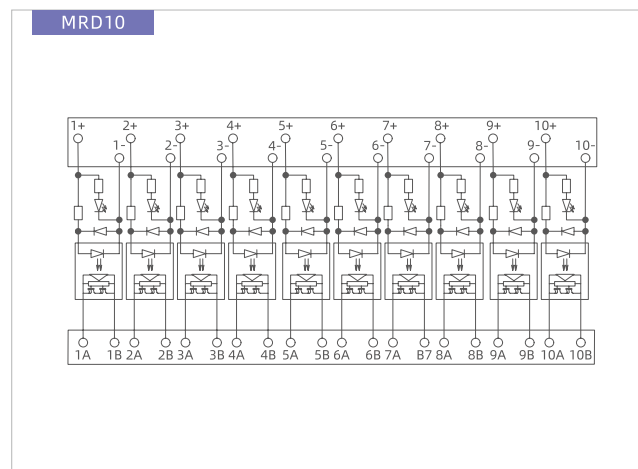 MRD10
1+ 2+ 3+ 4+ 5+ 6+ 7+ 8+ 9+ 10+
1- 2- 3- 4- 5- 6- 7- 8- 9- 10-
1A 1B 2A 2B 3A 3B 4A 4B 5A 5B 6A 6B 7A B7 8A 8B 9A 9B 10A 10B